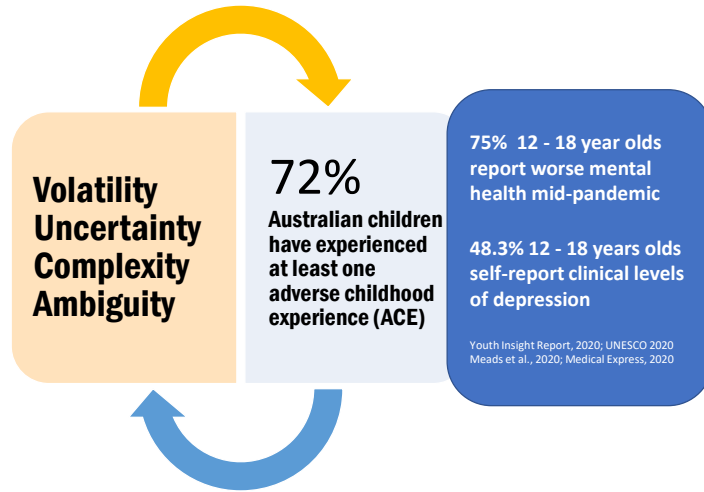 Volatility
Uncertainty
Complexity
Ambiguity
72%
Australian children
have experienced
at least one
adverse childhood
experience (ACE)
75%  12 - 18 year olds
report worse mental
health mid-pandemic
48.3% 12 - 18 years olds
self-report clinical levels
of depression
Youth Insight Report, 2020; UNESCO 2020
Meads et al., 2020; Medical Express, 2020